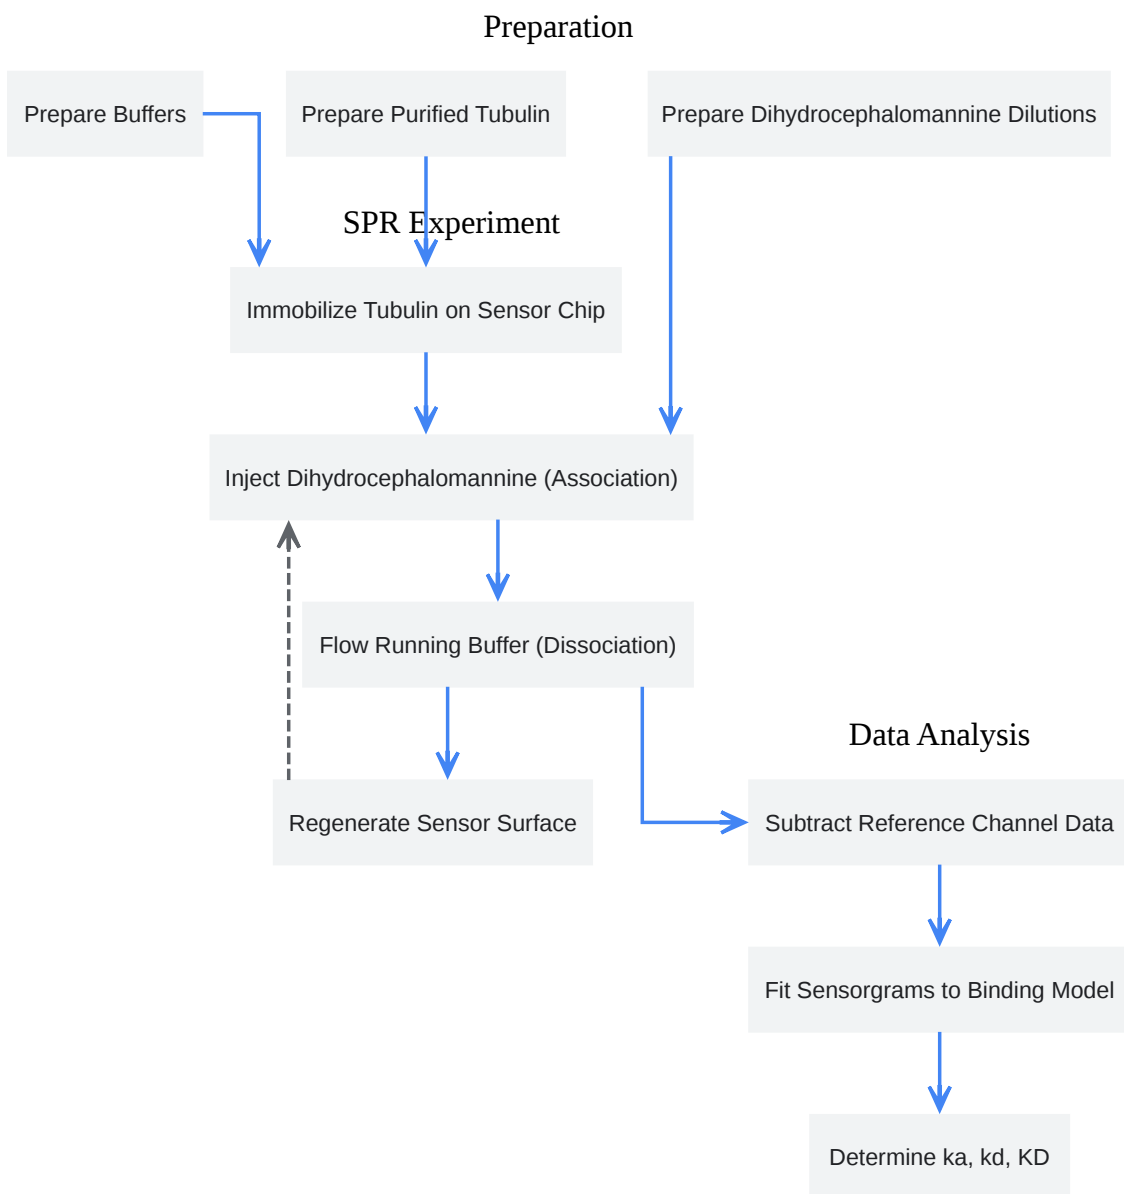 Preparation
Prepare Buffers
Prepare Purified Tubulin
Prepare Dihydrocephalomannine Dilutions
SPR Experiment
Immobilize Tubulin on Sensor Chip
Inject Dihydrocephalomannine (Association)
Flow Running Buffer (Dissociation)
Data Analysis
Regenerate Sensor Surface
Subtract Reference Channel Data
Fit Sensorgrams to Binding Model
Determine ka, kd, KD